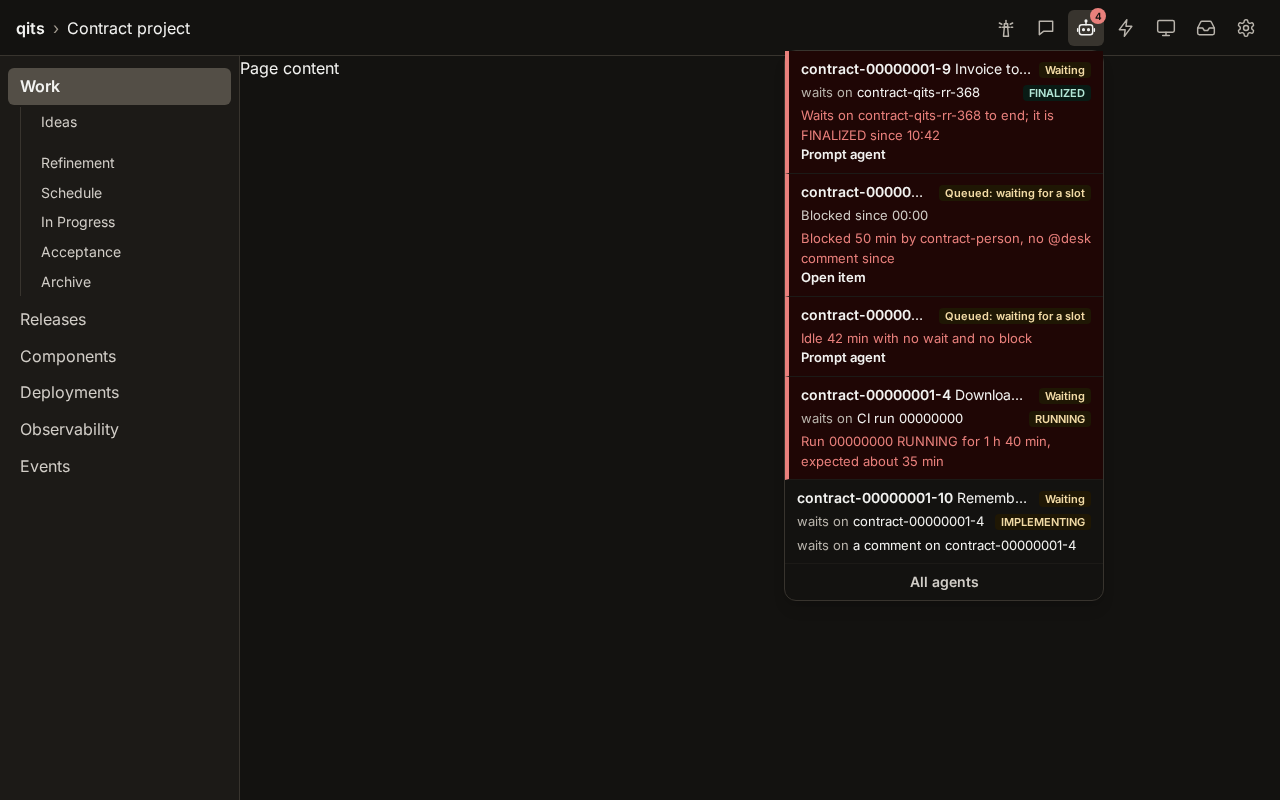 qits › Contract project
4
Work
Ideas
Refinement
Schedule
In Progress
Acceptance
Archive
Releases
Components
Deployments
Observability
Events
Page content
contract-00000001-9 Invoice to... Waiting
waits on contract-qits-rr-368 FINALIZED
Waits on contract-qits-rr-368 to end; it is
FINALIZED since 10:42
Prompt agent
contract-00000... Queued: waiting for a slot
Blocked since 00:00
Blocked 50 min by contract-person, no @desk
comment since
Open item
contract-00000... Queued: waiting for a slot
Idle 42 min with no wait and no block
Prompt agent
contract-00000001-4 Downloa... Waiting
waits on CI run 00000000 RUNNING
Run 00000000 RUNNING for 1 h 40 min,
expected about 35 min
contract-00000001-10 Rememb... Waiting
waits on contract-00000001-4 IMPLEMENTING
waits on a comment on contract-00000001-4
All agents